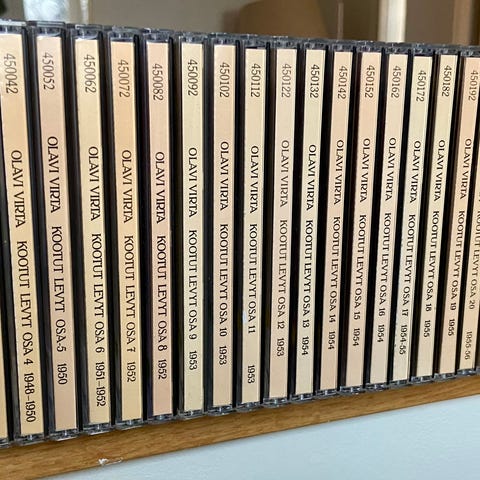 450042 OLAVI VIRTA KOOTUT LEVYT OSA 4 1948-1950
450052 OLAVI VIRTA KOOTUT LEVYT OSA-5 1950
450062 OLAVI VIRTA KOOTUT LEVYT OSA 6 1951-1952
450072 OLAVI VIRTA KOOTUT LEVYT OSA 7 1952
450082 OLAVI VIRTA KOOTUT LEVYT OSA 8 1952
450092 OLAVI VIRTA KOOTUT LEVYT OSA 9 1953
450102 OLAVI VIRTA KOOTUT LEVYT OSA 10 1953
450112 OLAVI VIRTA KOOTUT LEVYT OSA 11 1953
450122 OLAVI VIRTA KOOTUT LEVYT OSA 12 1953
450132 OLAVI VIRTA KOOTUT LEVYT OSA 13 1954
450142 OLAVI VIRTA KOOTUT LEVYT OSA 14 1954
450152 OLAVI VIRTA KOOTUT LEVYT OSA 15 1954
450162 OLAVI VIRTA KOOTUT LEVYT OSA 16 1954
450172 OLAVI VIRTA KOOTUT LEVYT OSA 17 1954-55
450182 OLAVI VIRTA KOOTUT LEVYT OSA 18 1955
450192 OLAVI VIRTA KOOTUT LEVYT OSA 19 1955
KOOTUT LEVYT OSA 20 1955-56